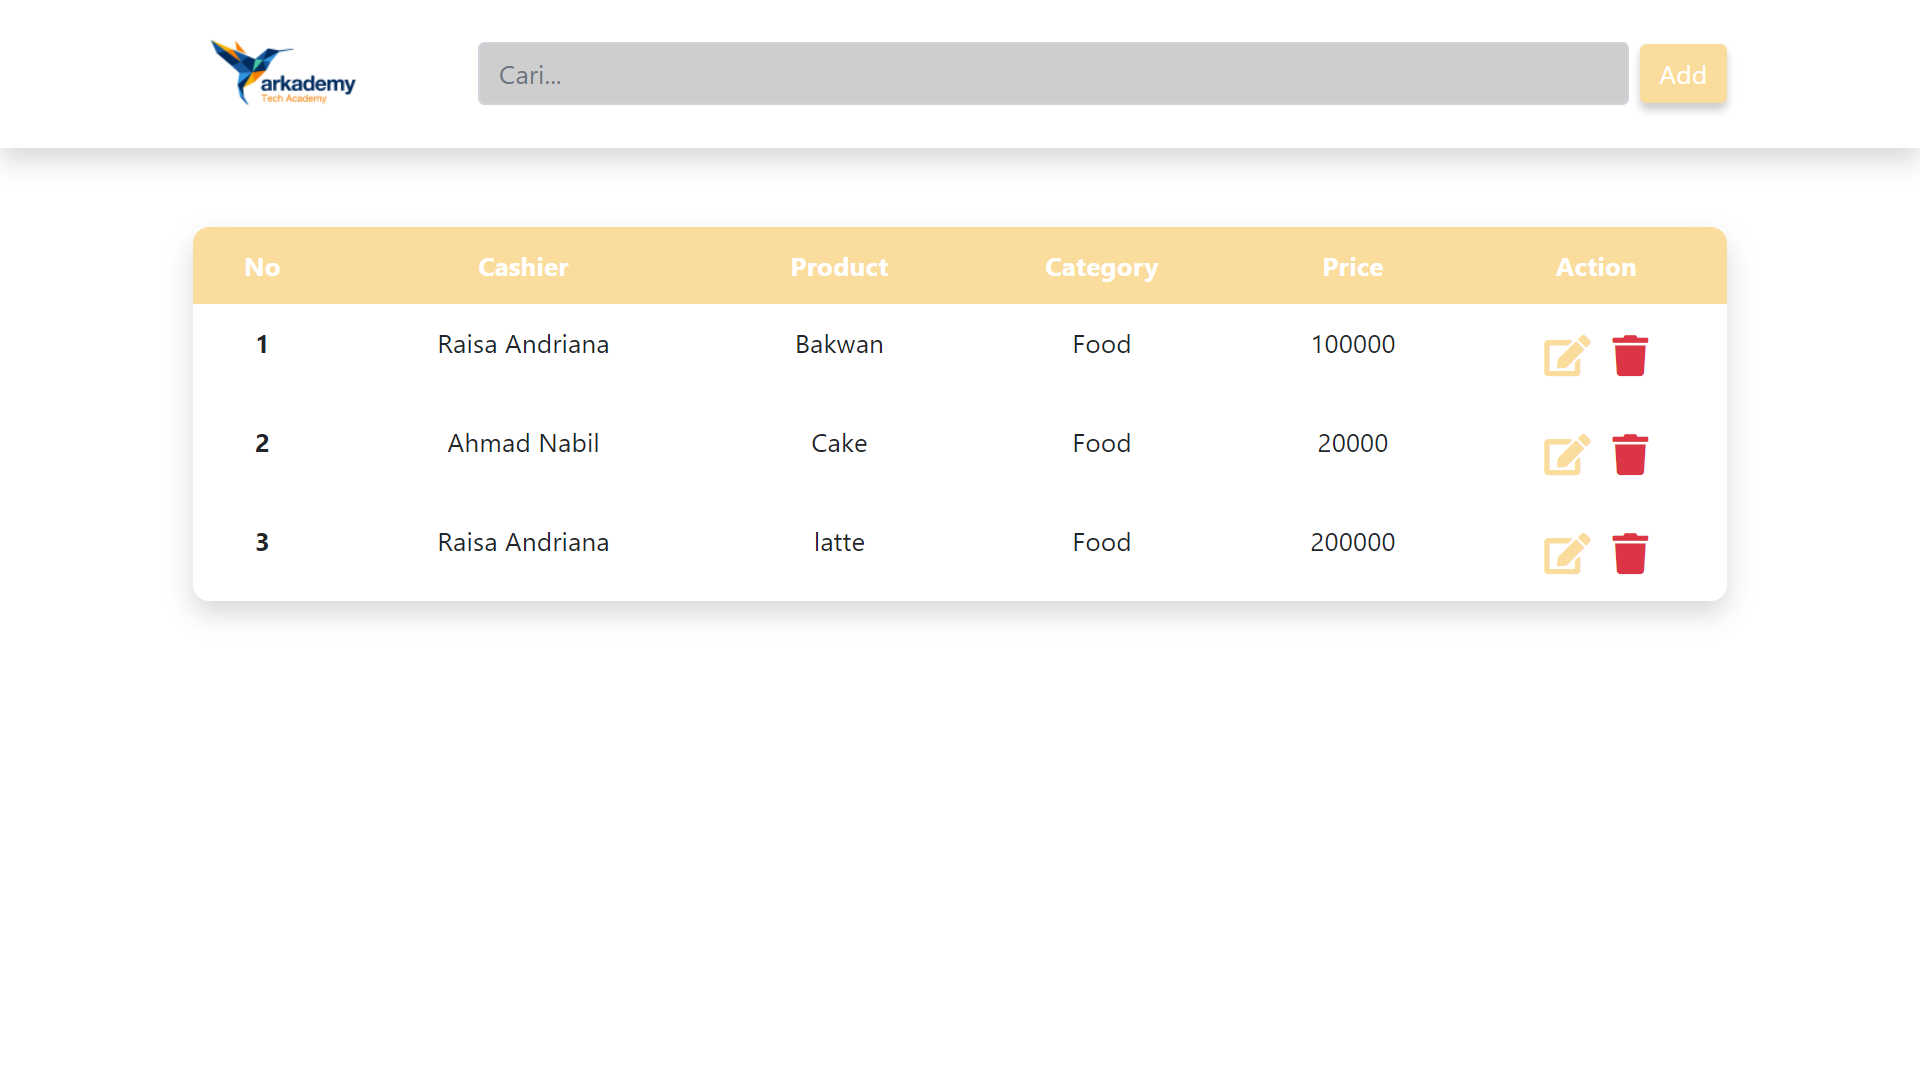 arkademy
Tech Academy
Cari...
Add
No Cashier Product Category Price Action
1 Raisa Andriana Bakwan Food 100000
2 Ahmad Nabil Cake Food 20000
3 Raisa Andriana latte Food 200000